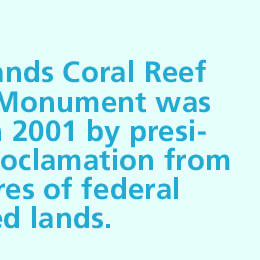 ands Coral Reef
Monument was
2001 by presi-
oclamation from
res of federal
ed lands.